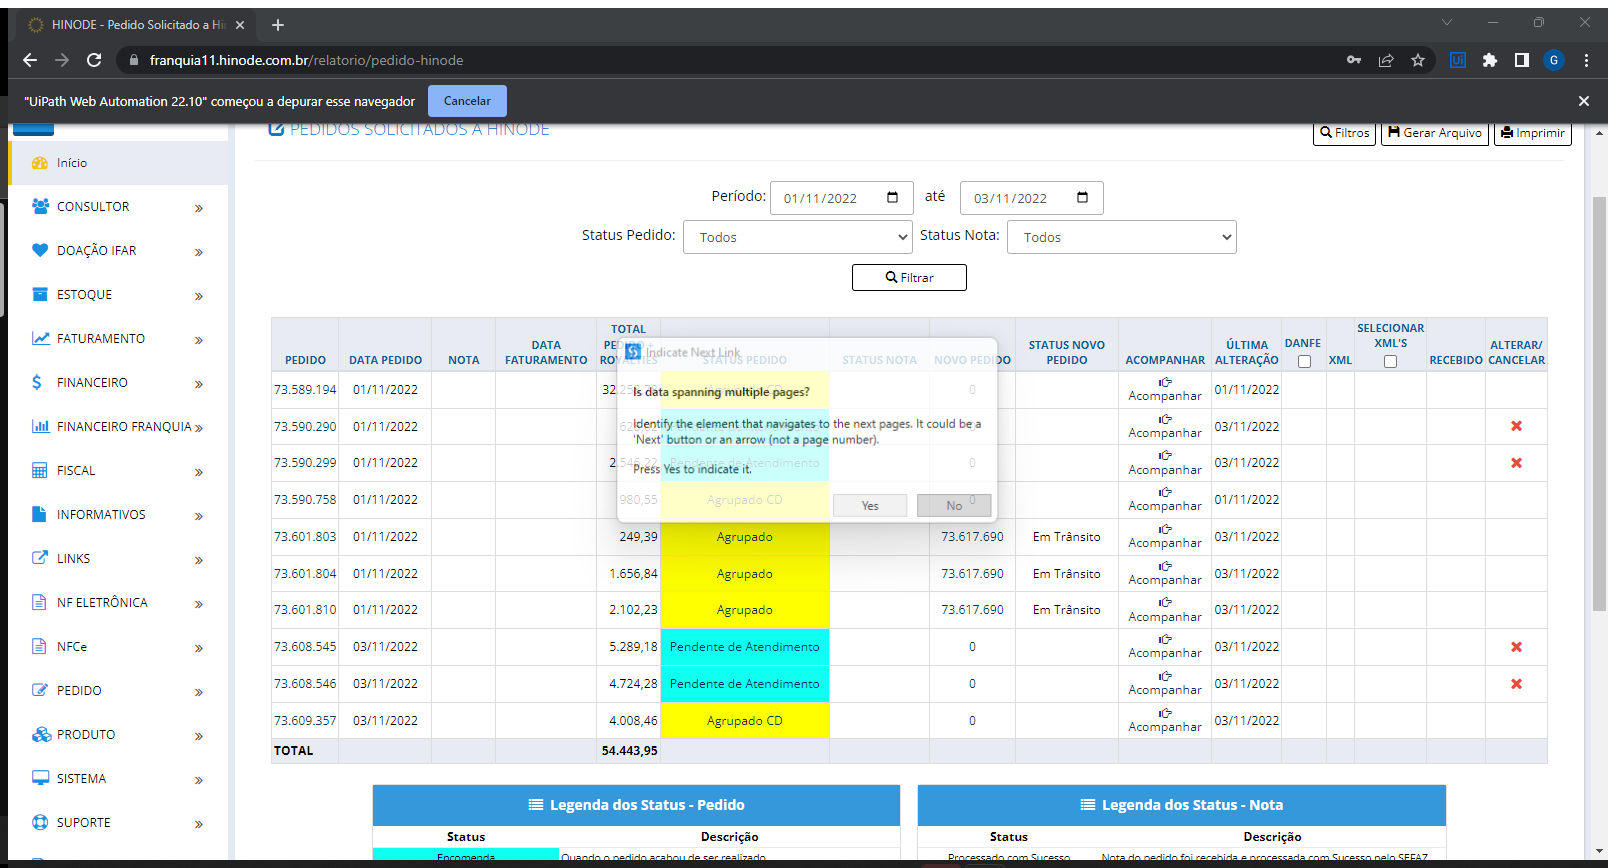 HINODE - Pedido Solicitado a Hi
franquia11.hinode.com.br/relatorio/pedido-hinode
Ui
G
"UiPath Web Automation 22.10" começou a depurar esse navegador Cancelar
PEDIDOS SOLICITADOS A HINODE
Filtros Gerar Arquivo Imprimir
Início
CONSULTOR
DOAÇÃO IFAR
ESTOQUE
FATURAMENTO
FINANCEIRO
FINANCEIRO FRANQUIA
FISCAL
INFORMATIVOS
LINKS
NF ELETRÔNICA
NFCe
PEDIDO
PRODUTO
SISTEMA
SUPORTE
Período: 01/11/2022 até 03/11/2022
Status Pedido: Todos Status Nota: Todos
Filtrar
PEDIDO DATA PEDIDO NOTA DATA FATURAMENTO TOTAL PEDIDO + ROYALTIES STATUS PEDIDO STATUS NOTA NOVO PEDIDO STATUS NOVO PEDIDO ACOMPANHAR ÚLTIMA ALTERAÇÃO DANFE XML SELECIONAR XML'S RECEBIDO ALTERAR/ CANCELAR
73.589.194 01/11/2022 Agrupado CD 0 Acompanhar 01/11/2022
73.590.290 01/11/2022 Acompanhar 03/11/2022
73.590.299 01/11/2022 2.546,22 Pendente de Atendimento 0 Acompanhar 03/11/2022
73.590.758 01/11/2022 980,55 Agrupado CD 0 Acompanhar 01/11/2022
73.601.803 01/11/2022 249,39 Agrupado 73.617.690 Em Trânsito Acompanhar 03/11/2022
73.601.804 01/11/2022 1.656,84 Agrupado 73.617.690 Em Trânsito Acompanhar 03/11/2022
73.601.810 01/11/2022 2.102,23 Agrupado 73.617.690 Em Trânsito Acompanhar 03/11/2022
73.608.545 03/11/2022 5.289,18 Pendente de Atendimento 0 Acompanhar 03/11/2022
73.608.546 03/11/2022 4.724,28 Pendente de Atendimento 0 Acompanhar 03/11/2022
73.609.357 03/11/2022 4.008,46 Agrupado CD 0 Acompanhar 03/11/2022
TOTAL 54.443,95
Indicate Next Link
Is data spanning multiple pages?
Identify the element that navigates to the next pages. It could be a
'Next' button or an arrow (not a page number).
Press Yes to indicate it.
Yes No
Legenda dos Status - Pedido
Status Descrição
Encomenda Quando o pedido acabou de ser realizado
Legenda dos Status - Nota
Status Descrição
Processado com Sucesso Nota do pedido foi recebida e processada com Sucesso pelo SEFAZ